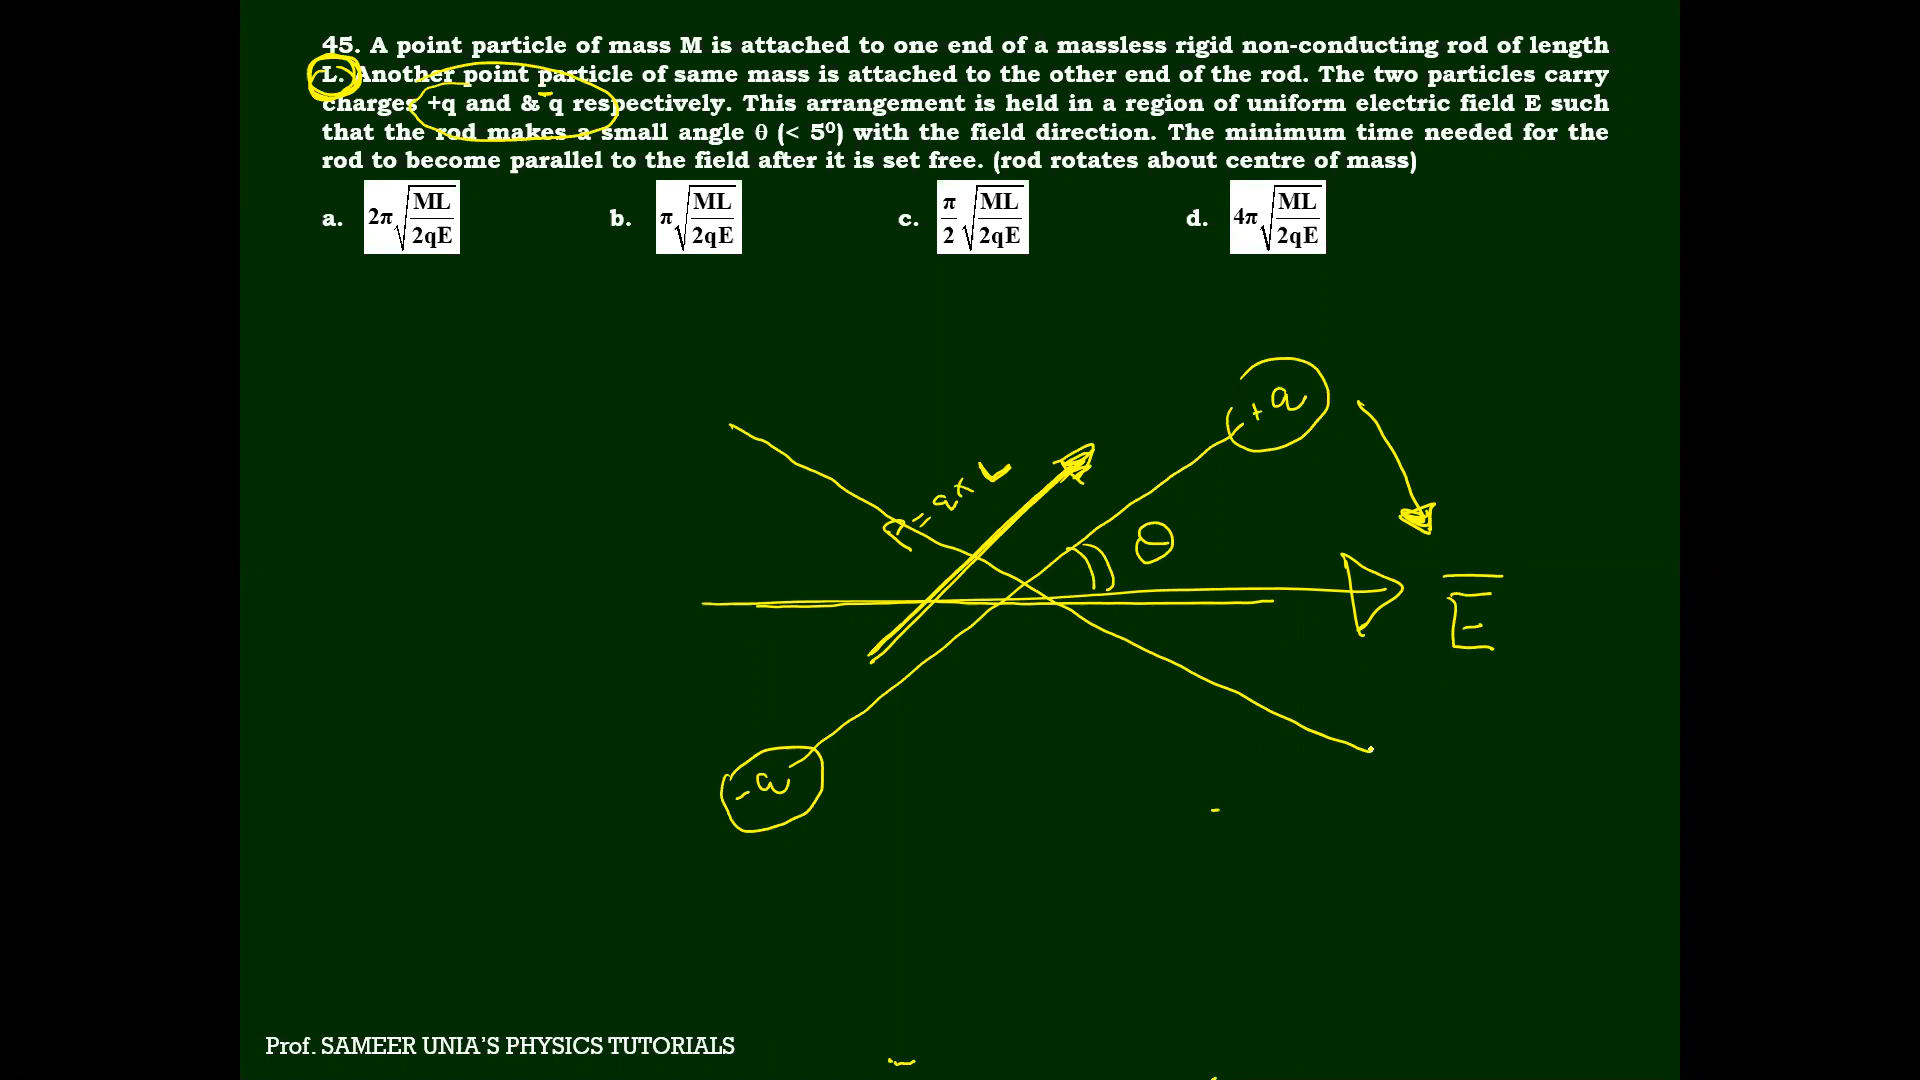 45. A point particle of mass M is attached to one end of a massless rigid non-conducting rod of length
L. Another point particle of same mass is attached to the other end of the rod. The two particles carry
charges +q and & q respectively. This arrangement is held in a region of uniform electric field E such
that the rod makes a small angle θ (< 5⁰) with the field direction. The minimum time needed for the
rod to become parallel to the field after it is set free. (rod rotates about centre of mass)
a. 2π√(ML/2qE) b. π√(ML/2qE) c. π/2 √(ML/2qE) d. 4π√(ML/2qE)
+q
= q × L
θ
E
-q
Prof. SAMEER UNIA'S PHYSICS TUTORIALS